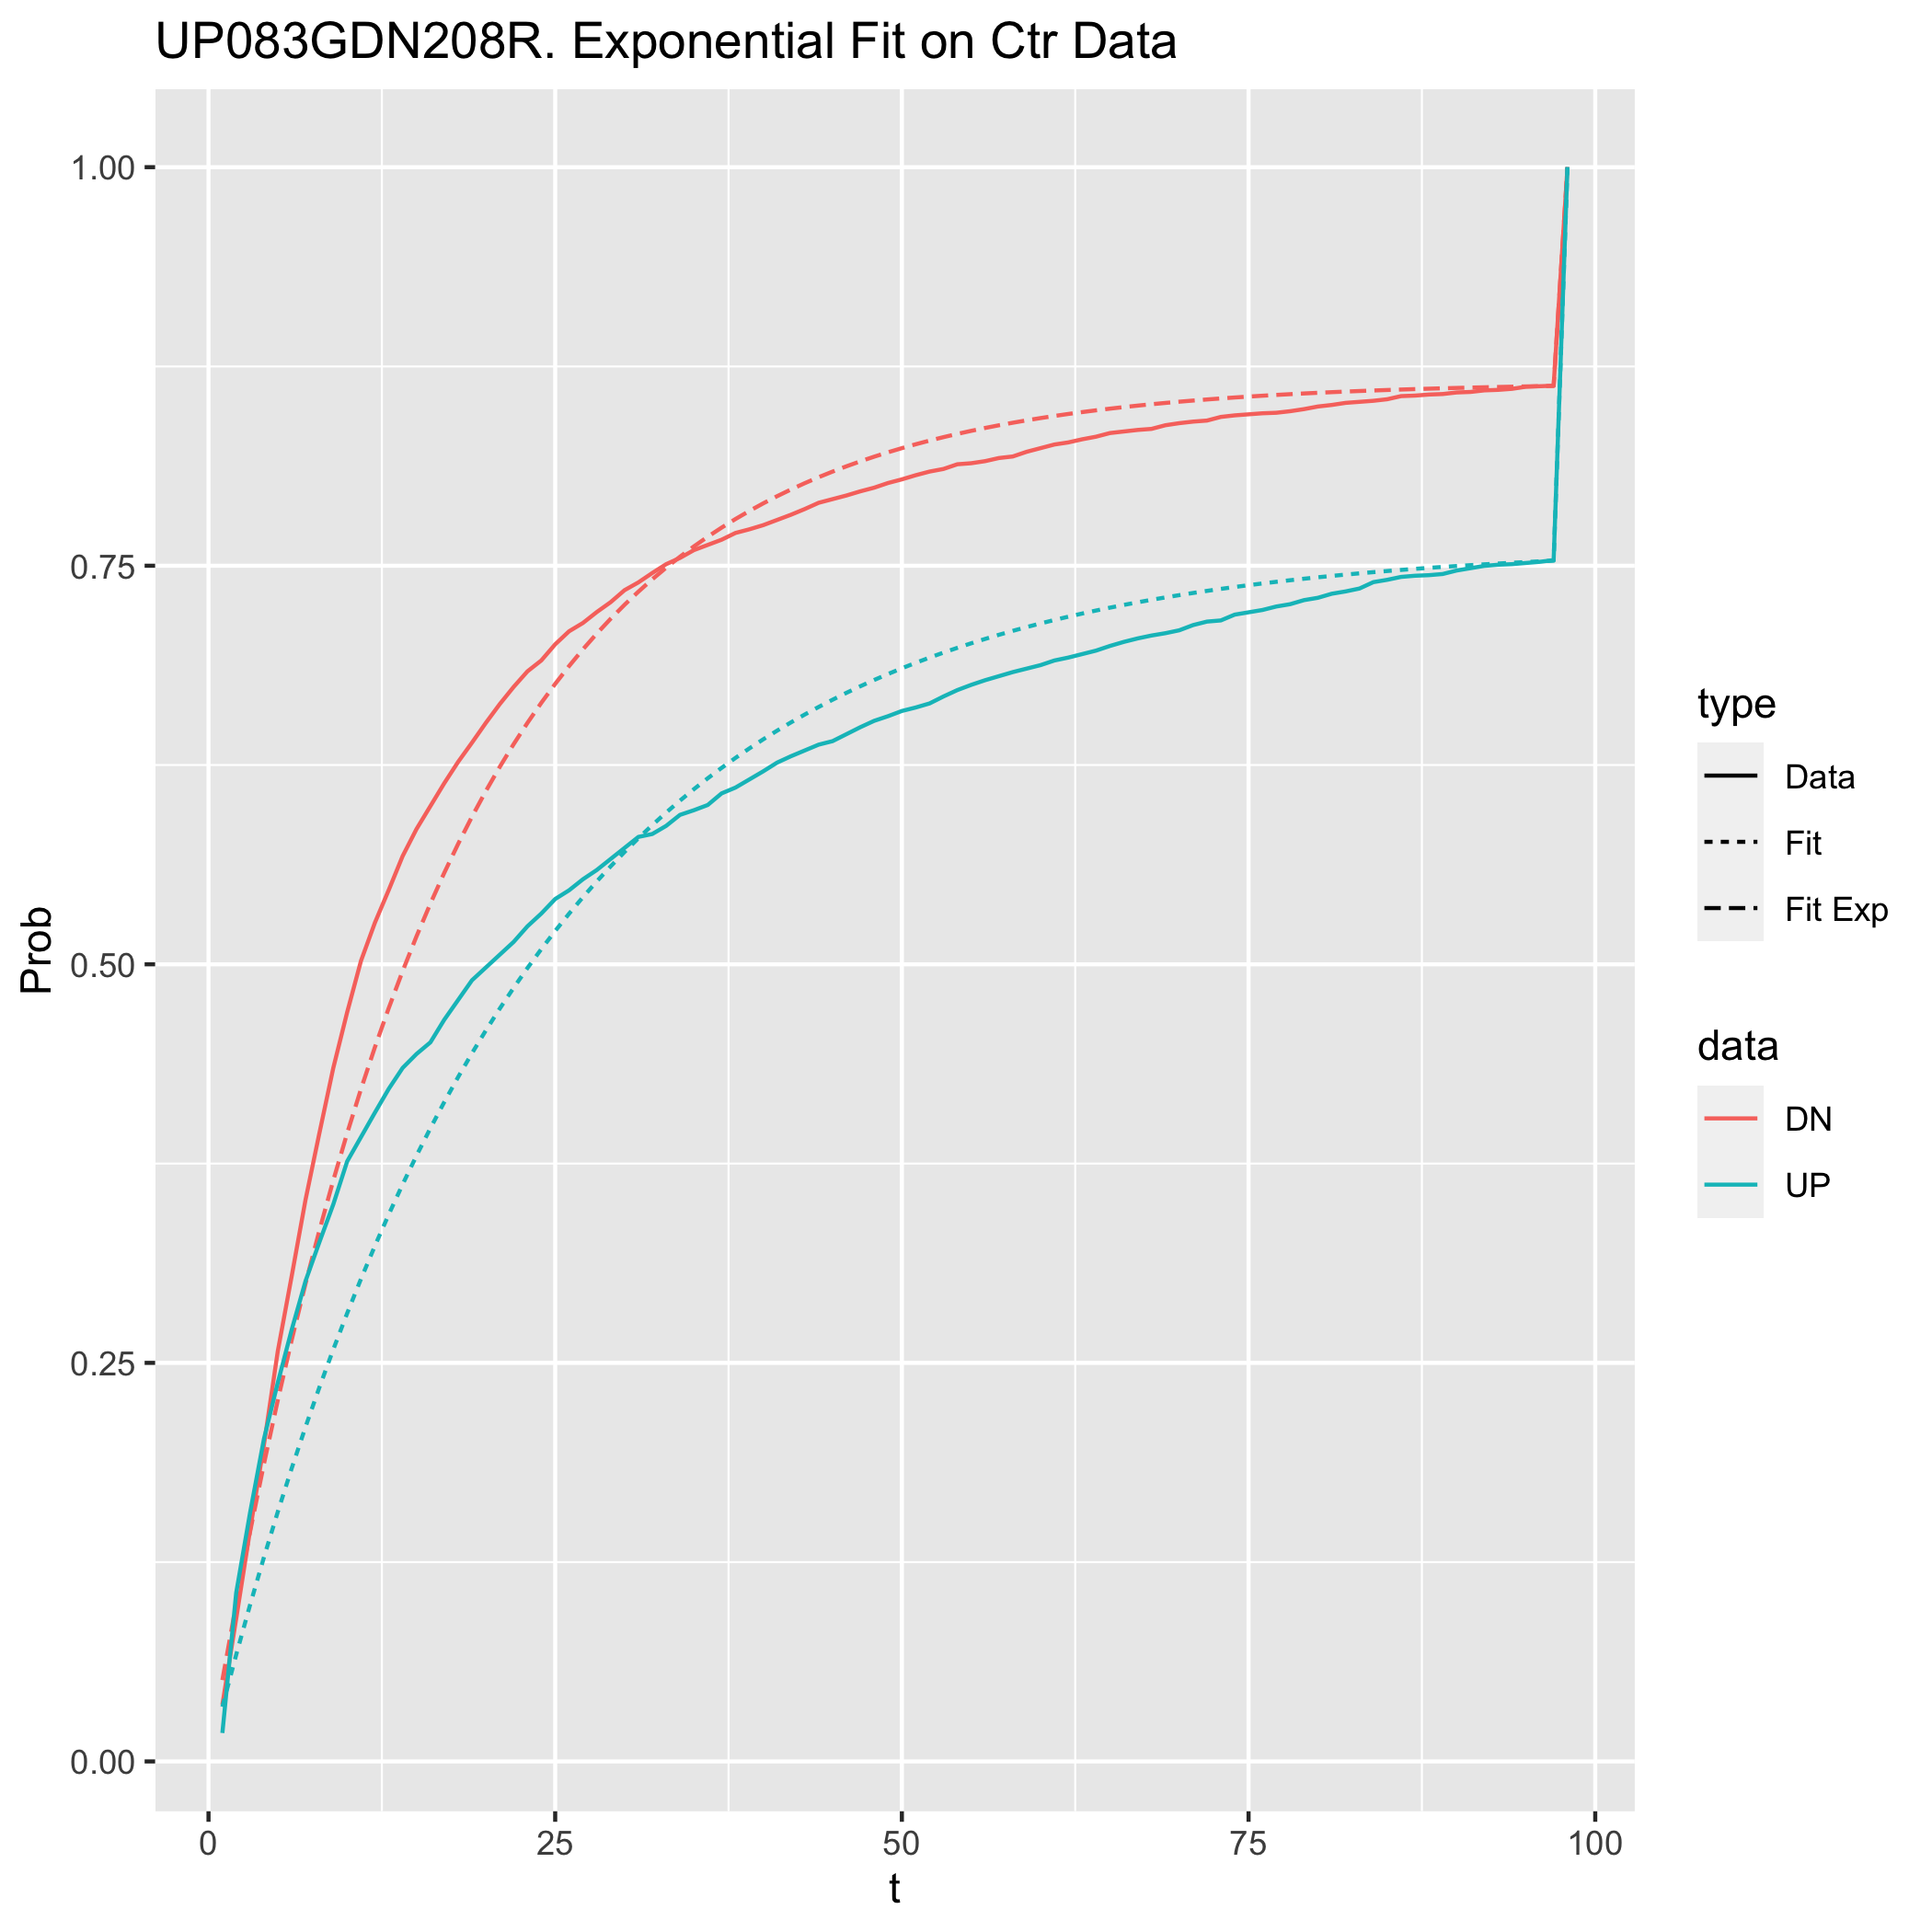 UP083GDN208R. Exponential Fit on Ctr Data
1.00
0.75
0.50
0.25
0.00
Prob
0 25 50 75 100
t
type
Data
Fit
Fit Exp
data
DN
UP